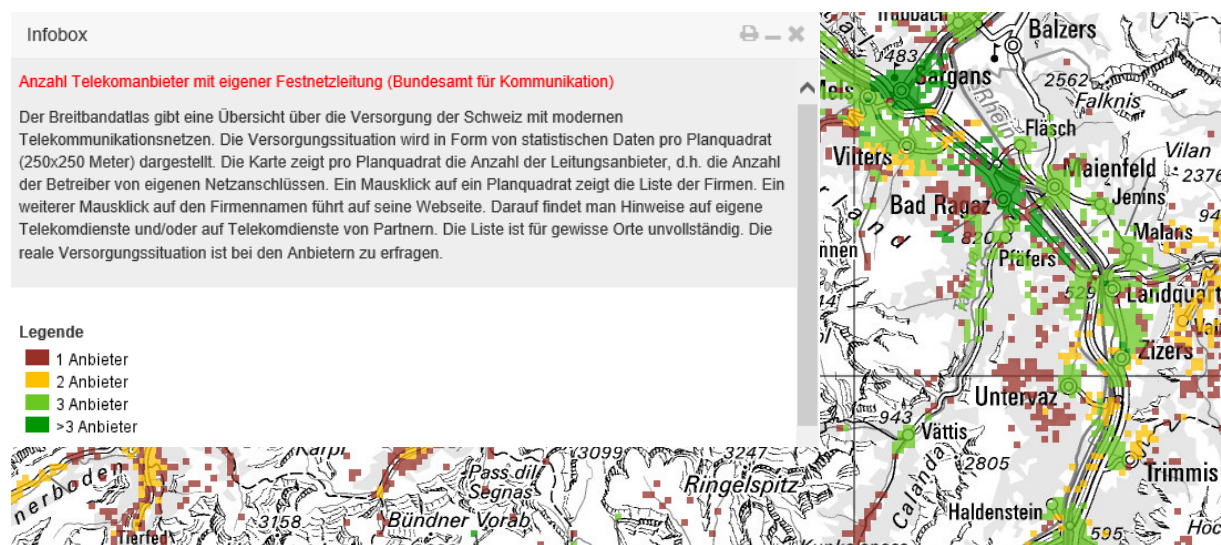 Infobox
Anzahl Telekomanbieter mit eigener Festnetzleitung (Bundesamt für Kommunikation)
Der Breitbandatlas gibt eine Übersicht über die Versorgung der Schweiz mit modernen
Telekommunikationsnetzen. Die Versorgungssituation wird in Form von statistischen Daten pro Planquadrat
(250x250 Meter) dargestellt. Die Karte zeigt pro Planquadrat die Anzahl der Leitungsanbieter, d.h. die Anzahl
der Betreiber von eigenen Netzanschlüssen. Ein Mausklick auf ein Planquadrat zeigt die Liste der Firmen. Ein
weiterer Mausklick auf den Firmennamen führt auf seine Webseite. Darauf findet man Hinweise auf eigene
Telekomdienste und/oder auf Telekomdienste von Partnern. Die Liste ist für gewisse Orte unvollständig. Die
reale Versorgungssituation ist bei den Anbietern zu erfragen.
Legende
1 Anbieter
2 Anbieter
3 Anbieter
>3 Anbieter
Balzers
483
Sargans
2562
Mels
Rhein
Falknis
Fläsch
Vilters
Vilan
Maienfeld
2376
Bad Ragaz
Jenins
820
Malans
Pfäfers
529
Landquart
Zizers
Untervaz
943
Vättis
2805
Calanda
Trimmis
Haldenstein
595
3099
3247
Pass dil
Segnas
Ringelspitz
3158
Bündner Vorab
Tierfed